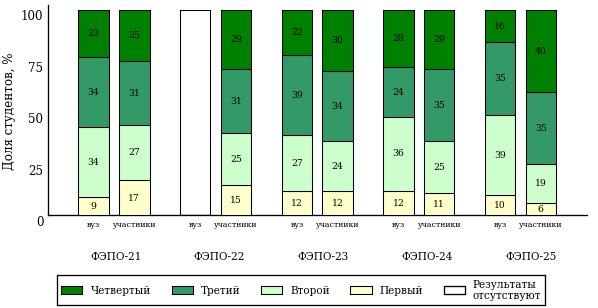 Доля студентов, %
100
75
50
25
0
23 25 29 22 30 28 29 16 40
34 31 31 39 34 24 35 35 35
34 27 25 27 24 36 25 39 19
9 17 15 12 12 12 11 10 6
вуз участники вуз участники вуз участники вуз участники вуз участники
ФЭПО-21 ФЭПО-22 ФЭПО-23 ФЭПО-24 ФЭПО-25
Четвертый Третий Второй Первый Результаты
отсутствуют